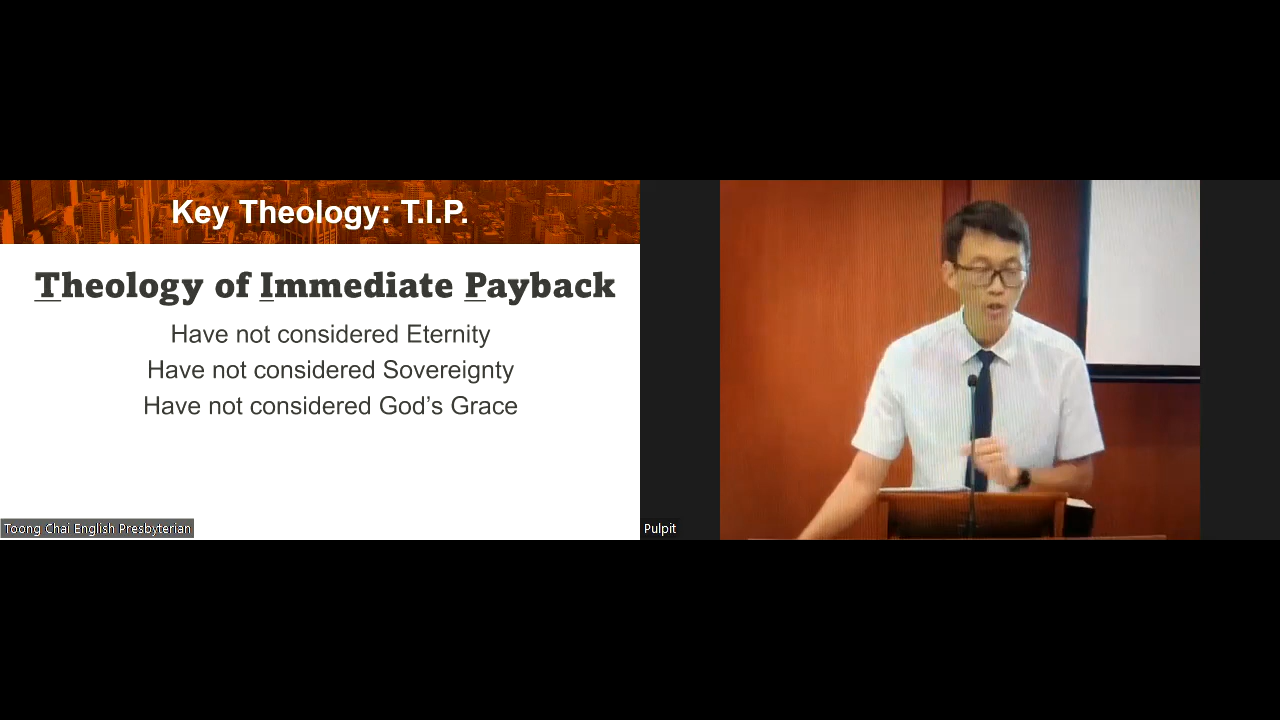 Key Theology: T.I.P.
Theology of Immediate Payback
Have not considered Eternity
Have not considered Sovereignty
Have not considered God’s Grace
Toong Chai English Presbyterian
Pulpit